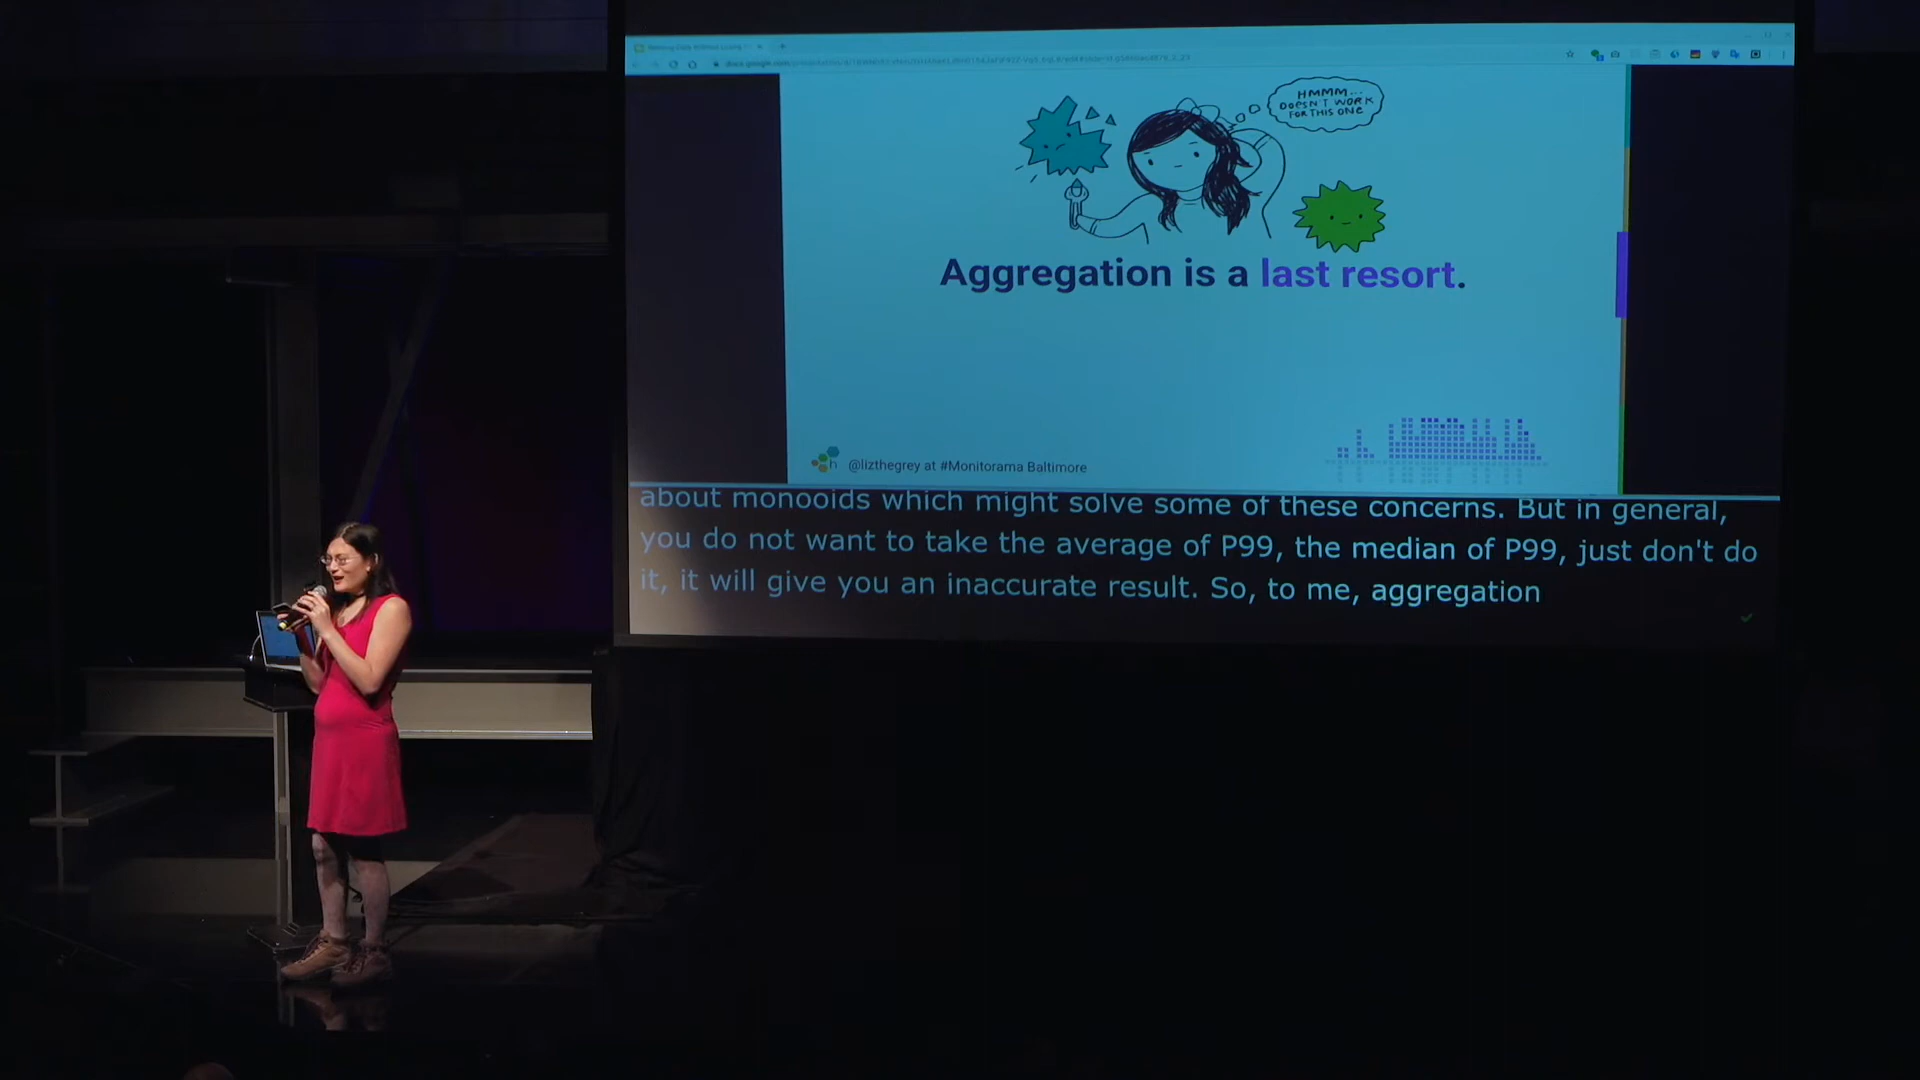 HMMM...
DOESN'T WORK
FOR THIS ONE
Aggregation is a last resort.
h @lizthegrey at #Monitorama Baltimore
about monooids which might solve some of these concerns. But in general,
you do not want to take the average of P99, the median of P99, just don't do
it, it will give you an inaccurate result. So, to me, aggregation